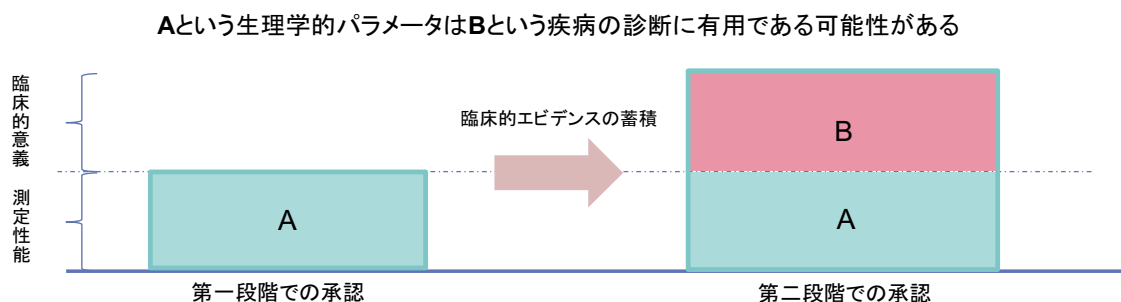 Aという生理学的パラメータはBという疾病の診断に有用である可能性がある
臨床的意義
測定性能
臨床的エビデンスの蓄積
A
B
A
第一段階での承認
第二段階での承認